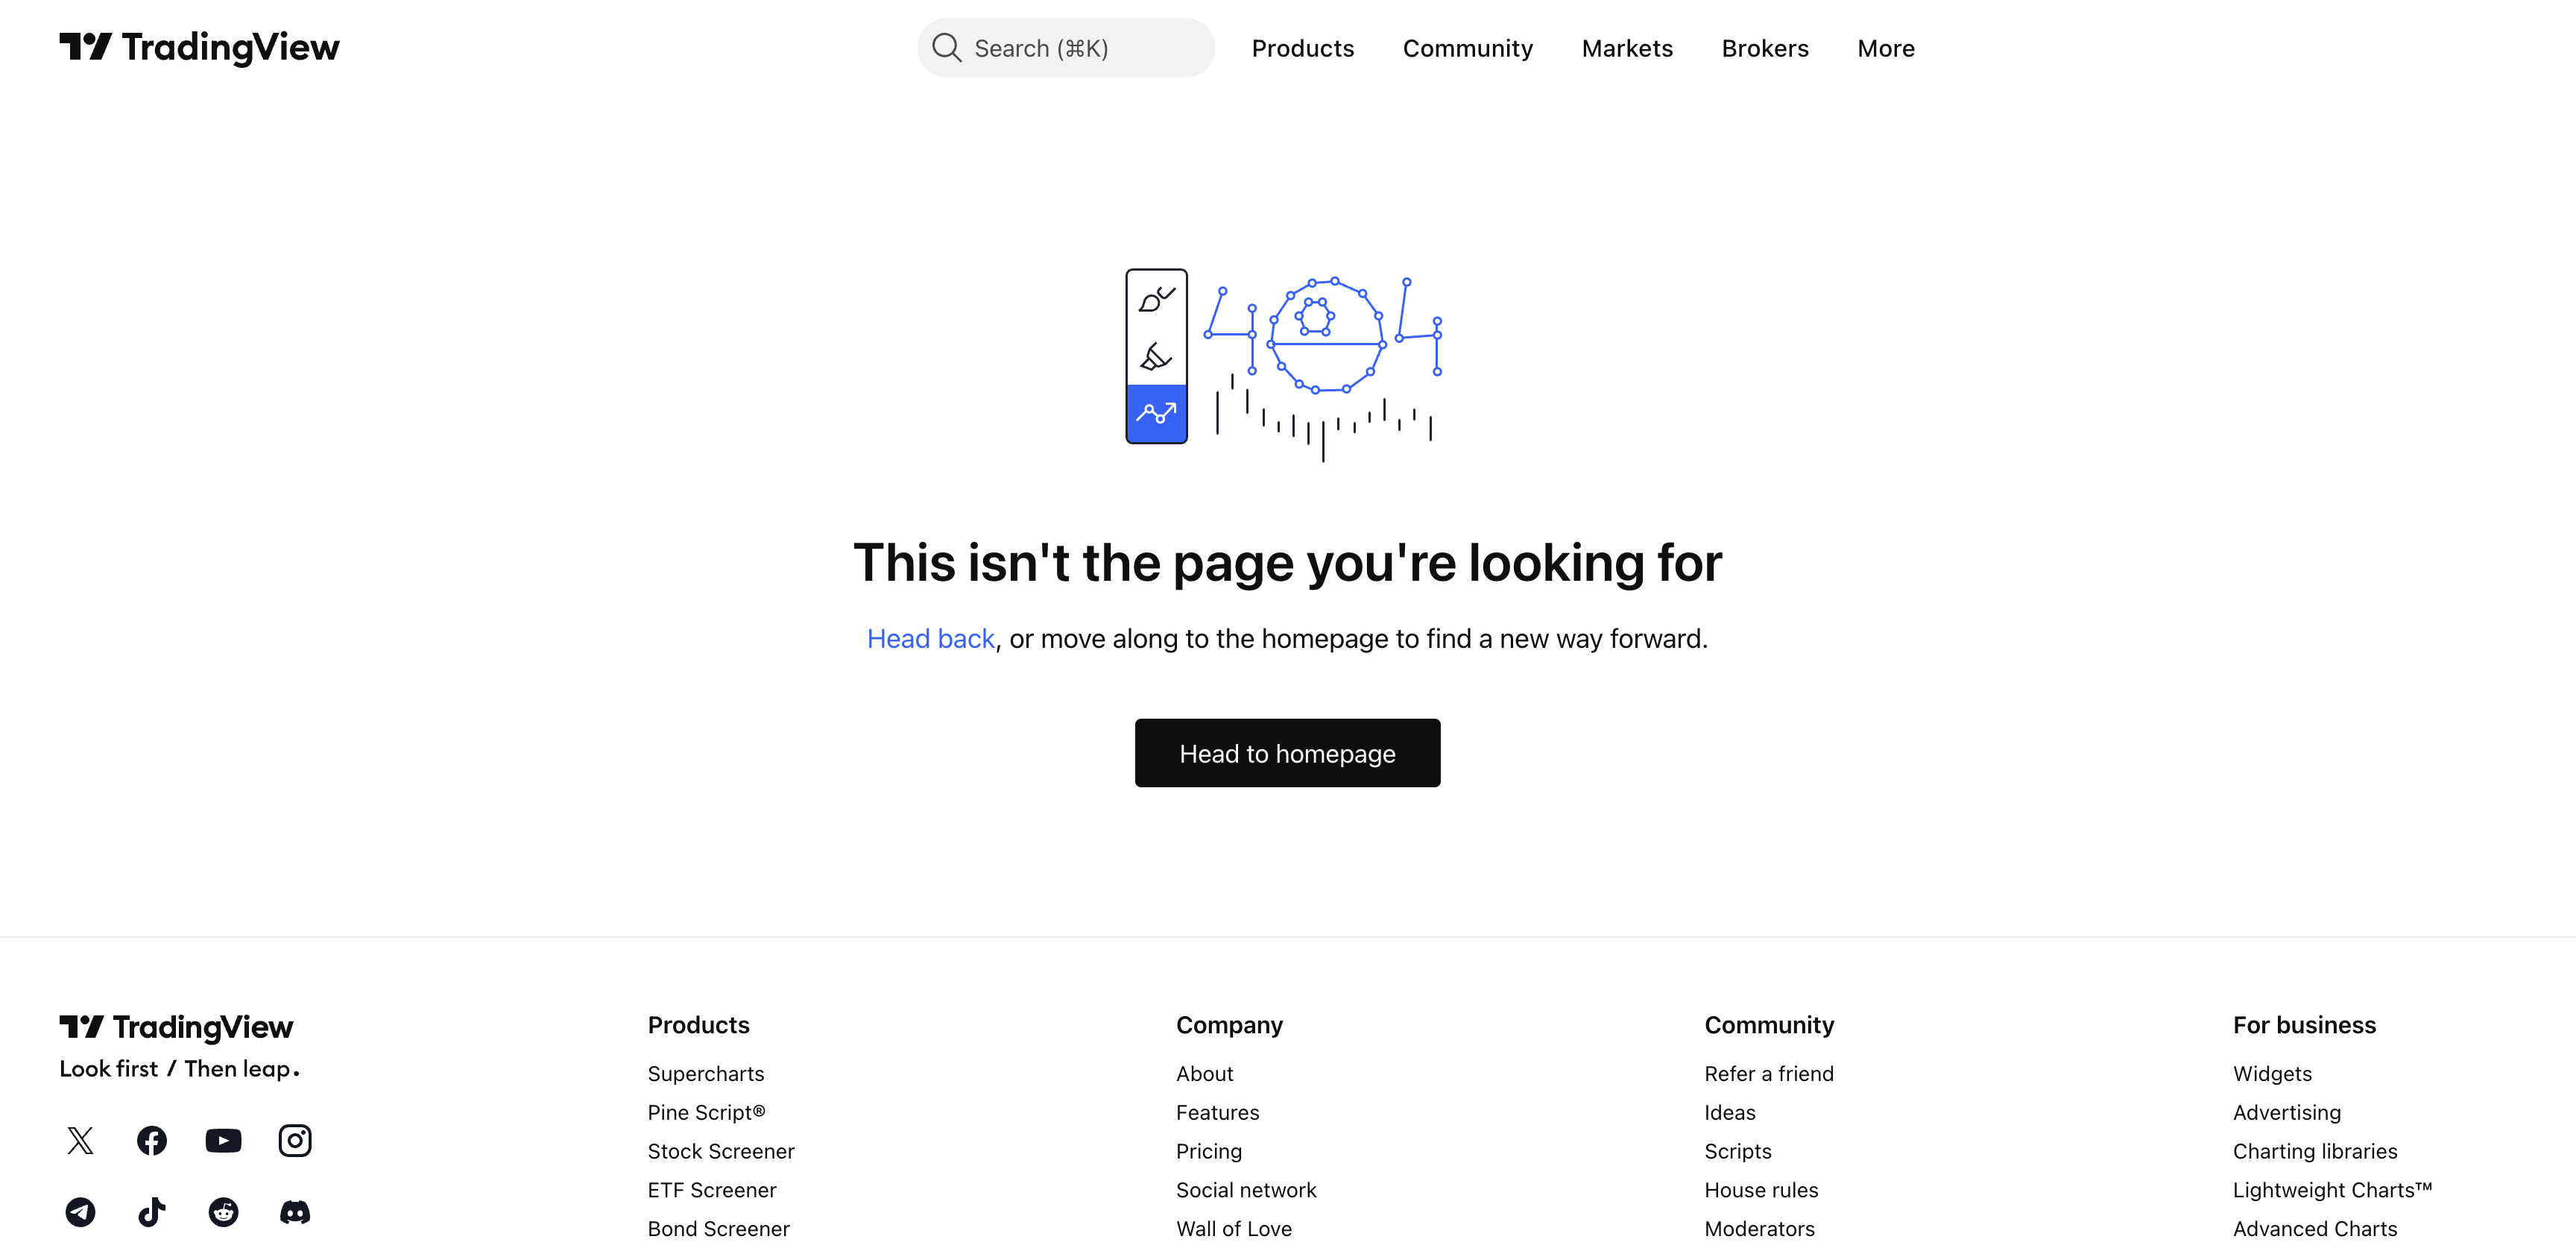 TradingView
Search (⌘K)
Products
Community
Markets
Brokers
More
404
This isn't the page you're looking for
Head back, or move along to the homepage to find a new way forward.
Head to homepage
TradingView
Look first / Then leap.
Products
Supercharts
Pine Script®
Stock Screener
ETF Screener
Bond Screener
Company
About
Features
Pricing
Social network
Wall of Love
Community
Refer a friend
Ideas
Scripts
House rules
Moderators
For business
Widgets
Advertising
Charting libraries
Lightweight Charts™
Advanced Charts